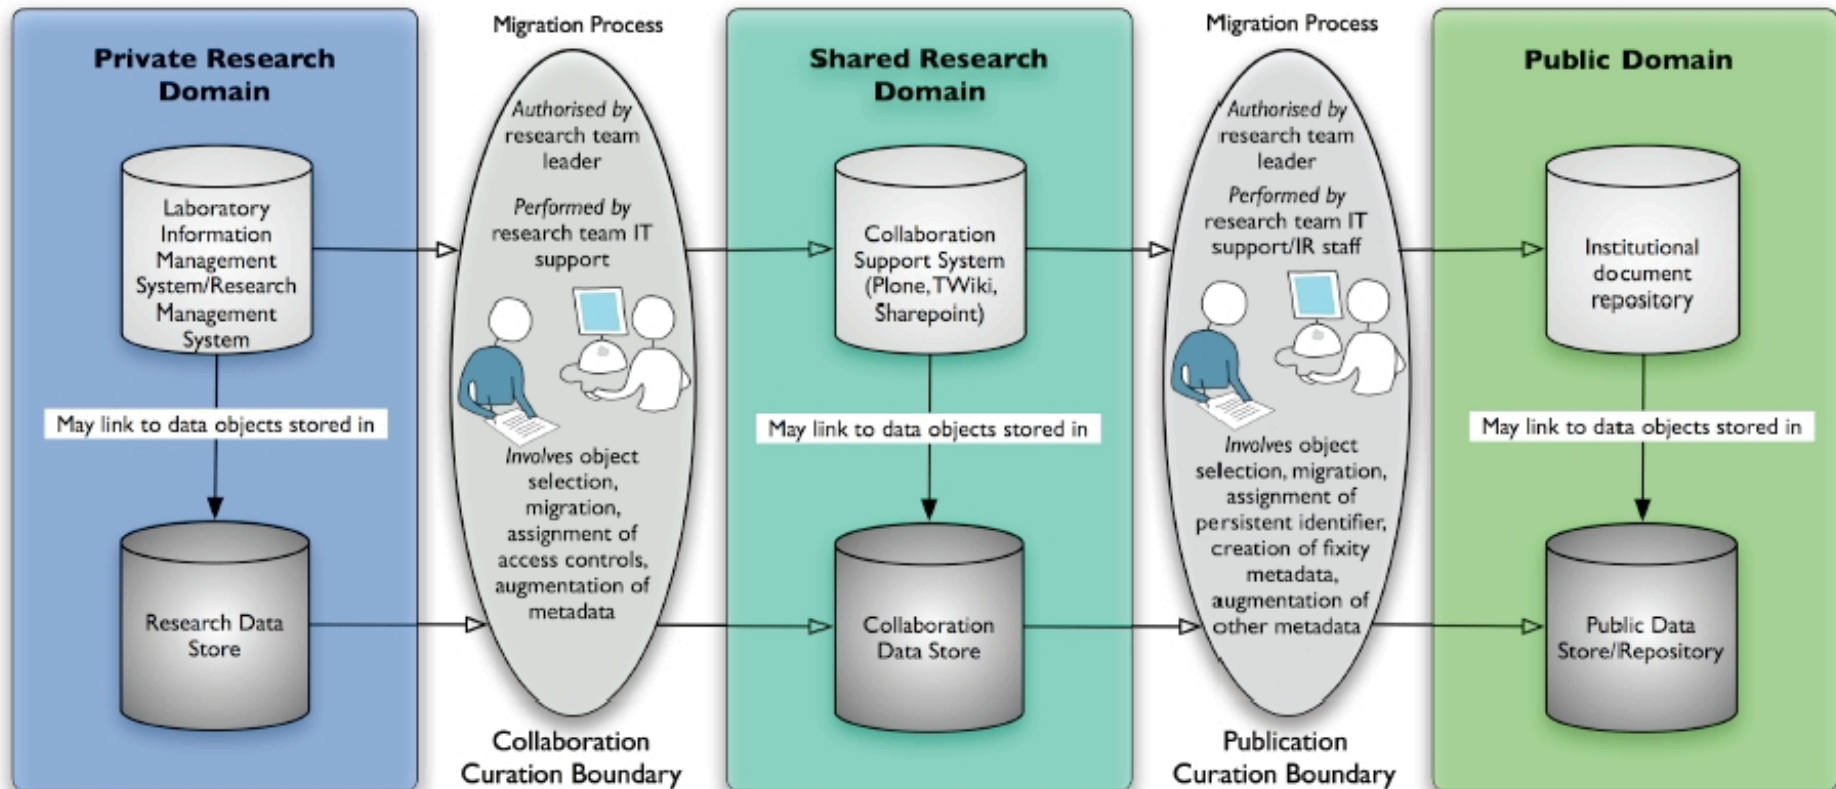 Private Research
Domain
Laboratory
Information
Management
System/Research
Management
System
May link to data objects stored in
Research Data
Store
Migration Process
Authorised by
research team
leader
Performed by
research team IT
support
Involves object
selection,
migration,
assignment of
access controls,
augmentation of
metadata
Collaboration
Curation Boundary
Shared Research
Domain
Collaboration
Support System
(Plone, TWiki,
Sharepoint)
May link to data objects stored in
Collaboration
Data Store
Migration Process
Authorised by
research team
leader
Performed by
research team IT
support/IR staff
Involves object
selection, migration,
assignment of
persistent identifier,
creation of fixity
metadata,
augmentation of
other metadata
Publication
Curation Boundary
Public Domain
Institutional
document
repository
May link to data objects stored in
Public Data
Store/Repository